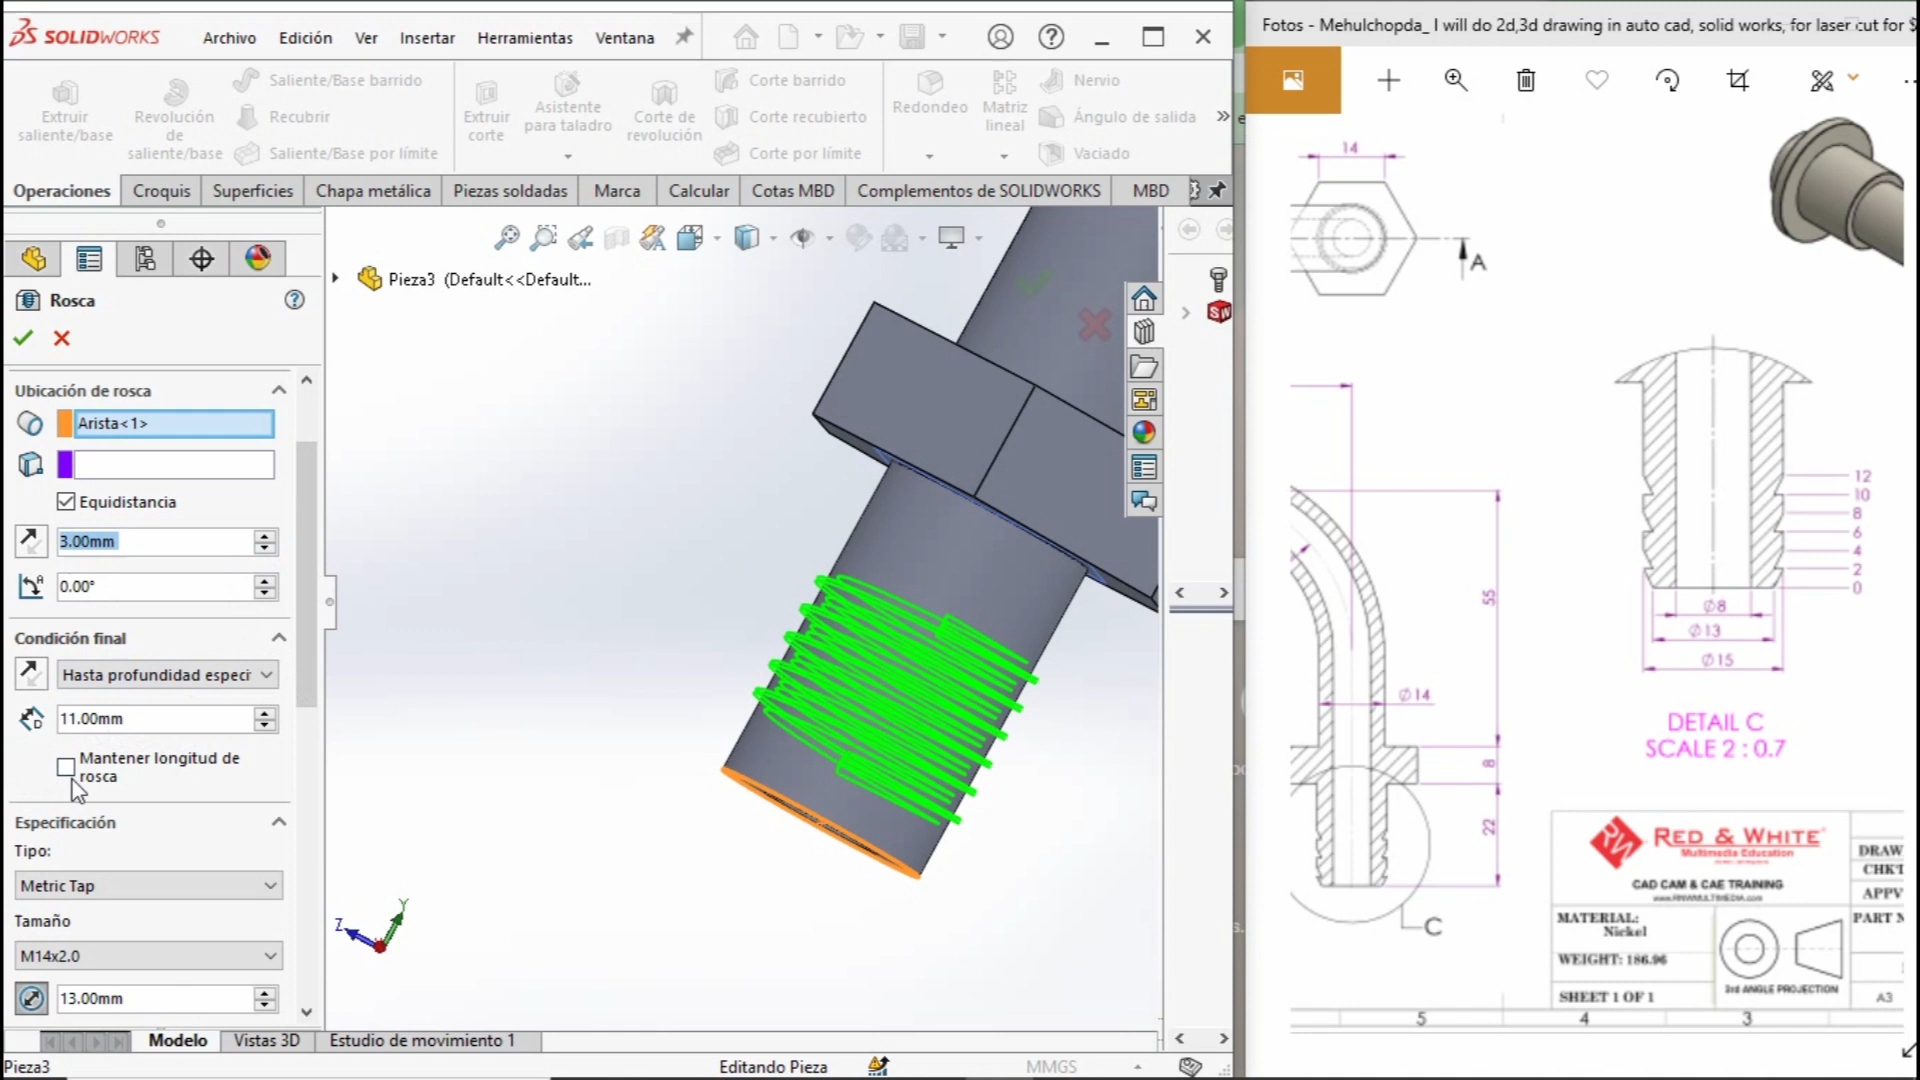 SOLIDWORKS
Archivo Edición Ver Insertar Herramientas Ventana
Extruir
saliente/base
Revolución
de
saliente/base
Saliente/Base barrido
Recubrir
Saliente/Base por límite
Extruir
corte
Asistente
para taladro
Corte de
revolución
Corte barrido
Corte recubierto
Corte por límite
Redondeo
Matriz
lineal
Nervio
Ángulo de salida
Vaciado
»
Operaciones Croquis Superficies Chapa metálica Piezas soldadas Marca Calcular Cotas MBD Complementos de SOLIDWORKS MBD
Pieza3 (Default<<Default...
Rosca
Ubicación de rosca
Arista<1>
Equidistancia
3.00mm
0.00°
Condición final
Hasta profundidad especi
11.00mm
Mantener longitud de
rosca
Especificación
Tipo:
Metric Tap
Tamaño
M14x2.0
13.00mm
Y
Z
Modelo Vistas 3D Estudio de movimiento 1
Pieza3
Editando Pieza
MMGS
Fotos - Mehulchopda_ I will do 2d,3d drawing in auto cad, solid works, for laser cut for $
14
A
12
10
8
6
4
2
0
Ø8
Ø13
Ø15
55
Ø14
8
22
C
DETAIL C
SCALE 2 : 0.7
RW RED & WHITE
Multimedia Education
CAD CAM & CAE TRAINING
www.RNWMULTIMEDIA.com
MATERIAL:
Nickel
WEIGHT: 186.96
SHEET 1 OF 1
3rd ANGLE PROJECTION
DRAW
CHK'T
APPV
PART N
A3
5 4 3